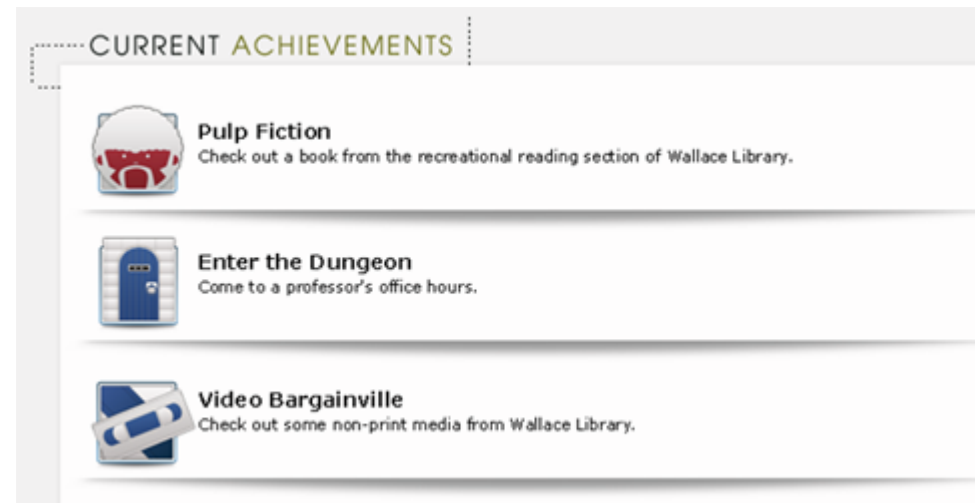 CURRENT ACHIEVEMENTS
Pulp Fiction
Check out a book from the recreational reading section of Wallace Library.
Enter the Dungeon
Come to a professor's office hours.
Video Bargainville
Check out some non-print media from Wallace Library.